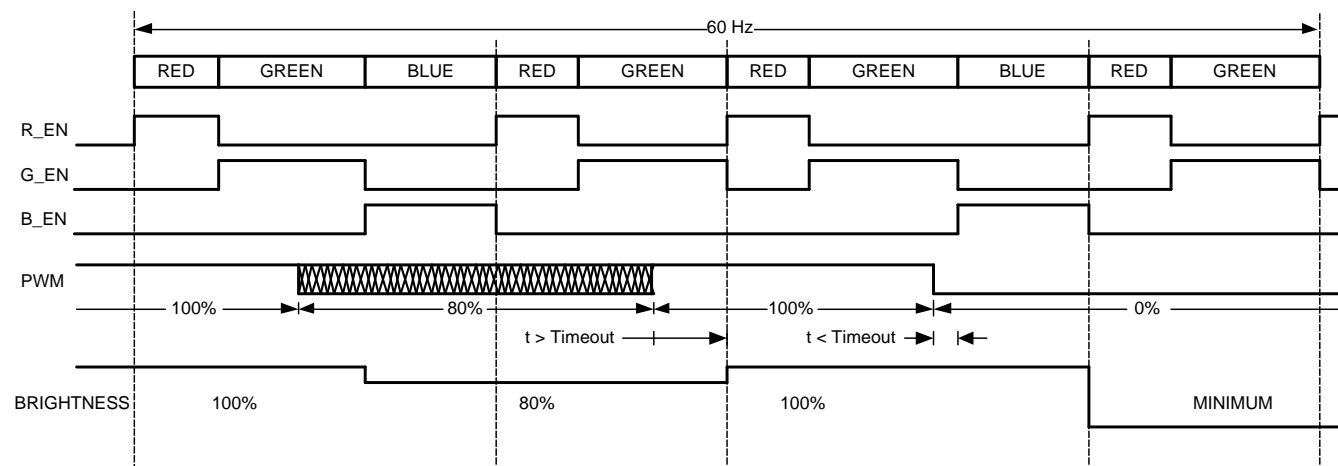 60 Hz
RED GREEN BLUE RED GREEN RED GREEN BLUE RED GREEN
R_EN
G_EN
B_EN
PWM
100% 80% 100% 0%
t > Timeout t < Timeout
BRIGHTNESS 100% 80% 100% MINIMUM